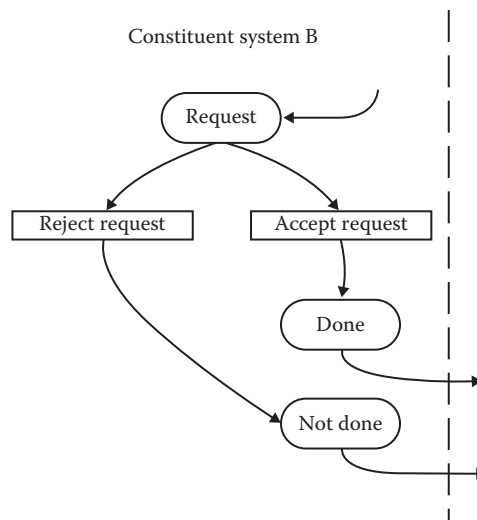 Constituent system B
Request
Reject request
Accept request
Done
Not done